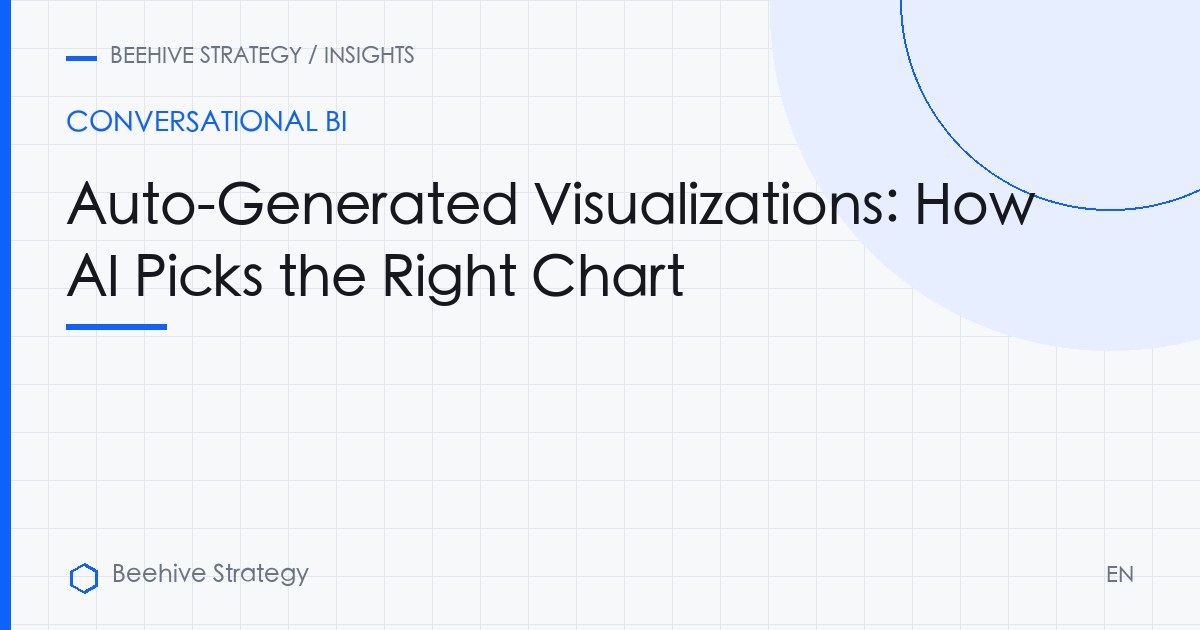 BEEHIVE STRATEGY / INSIGHTS
CONVERSATIONAL BI
Auto-Generated Visualizations: How
AI Picks the Right Chart
Beehive Strategy
EN